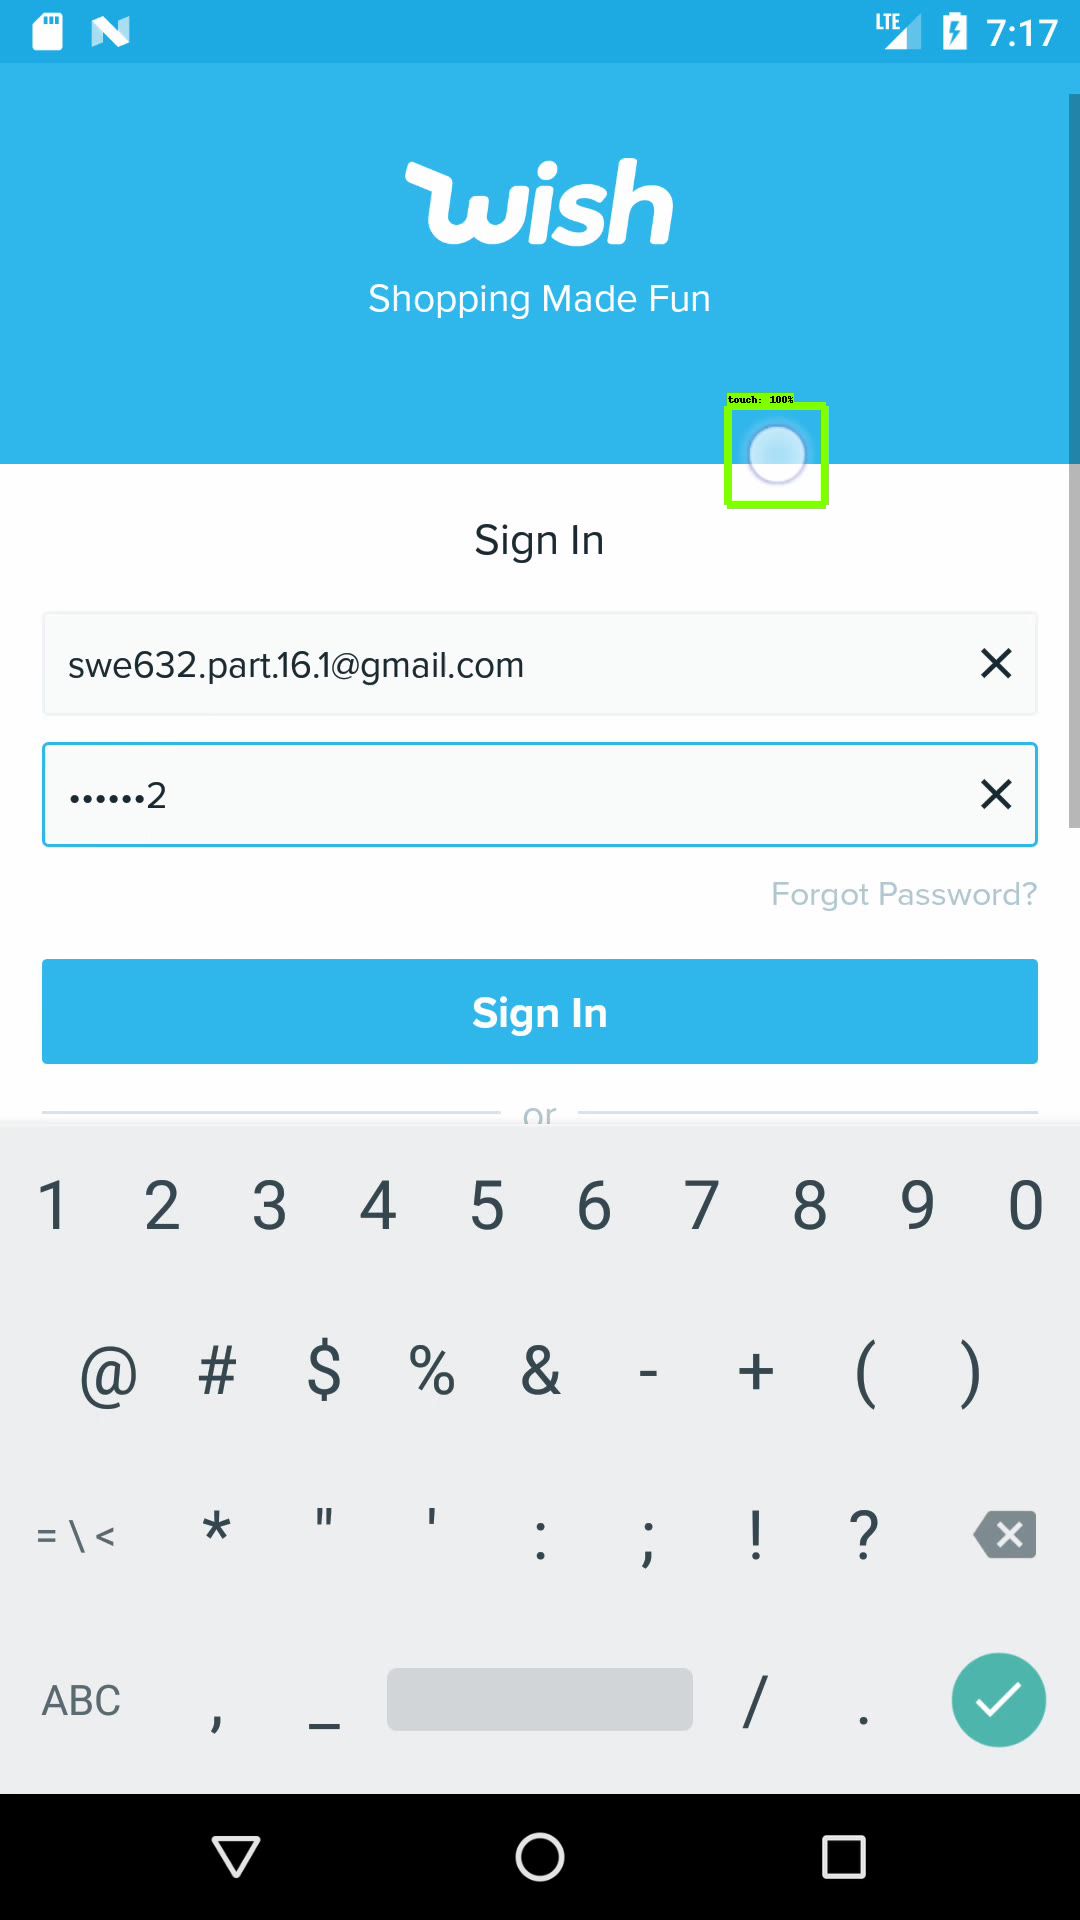 LTE 7:17
wish
Shopping Made Fun
touch: 100%
Sign In
swe632.part.16.1@gmail.com
••••••2
Forgot Password?
Sign In
or
1 2 3 4 5 6 7 8 9 0
@ # $ % & - + ( )
= \ < * " ' : ; ! ?
ABC , _ / .